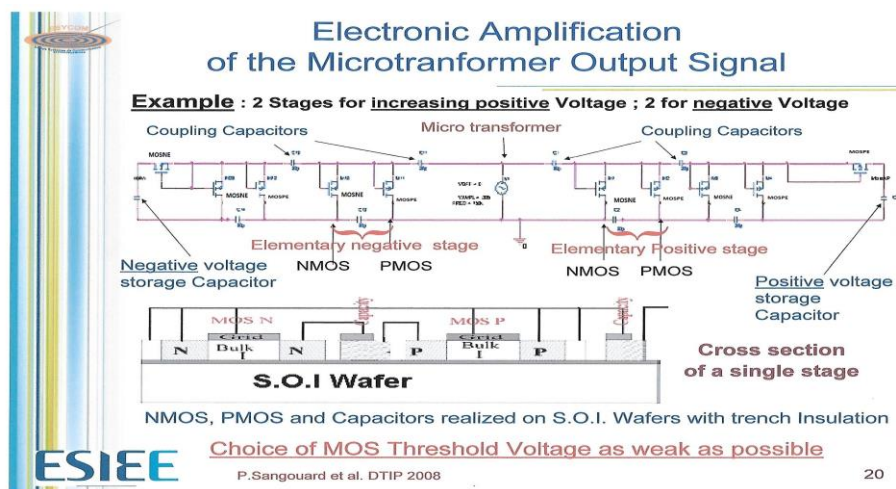 Electronic Amplification
of the Microtranformer Output Signal
Example : 2 Stages for increasing positive Voltage ; 2 for negative Voltage
Coupling Capacitors
Micro transformer
Coupling Capacitors
MOSNE
MOSPE
MOSNE
MOSPE
MOSNE
MOSPE
MOSNE
MOSPE
MOSNE
MOSPE
Elementary negative stage
Elementary Positive stage
NMOS PMOS
NMOS PMOS
Negative voltage
storage Capacitor
Positive voltage
storage
Capacitor
MOS N
Capacity
MOS P
Capacity
Grid
Grid
N
Bulk
I
N
P
Bulk
I
P
S.O.I Wafer
Cross section
of a single stage
NMOS, PMOS and Capacitors realized on S.O.I. Wafers with trench Insulation
Choice of MOS Threshold Voltage as weak as possible
ESIEE
P.Sangouard et al. DTIP 2008
20